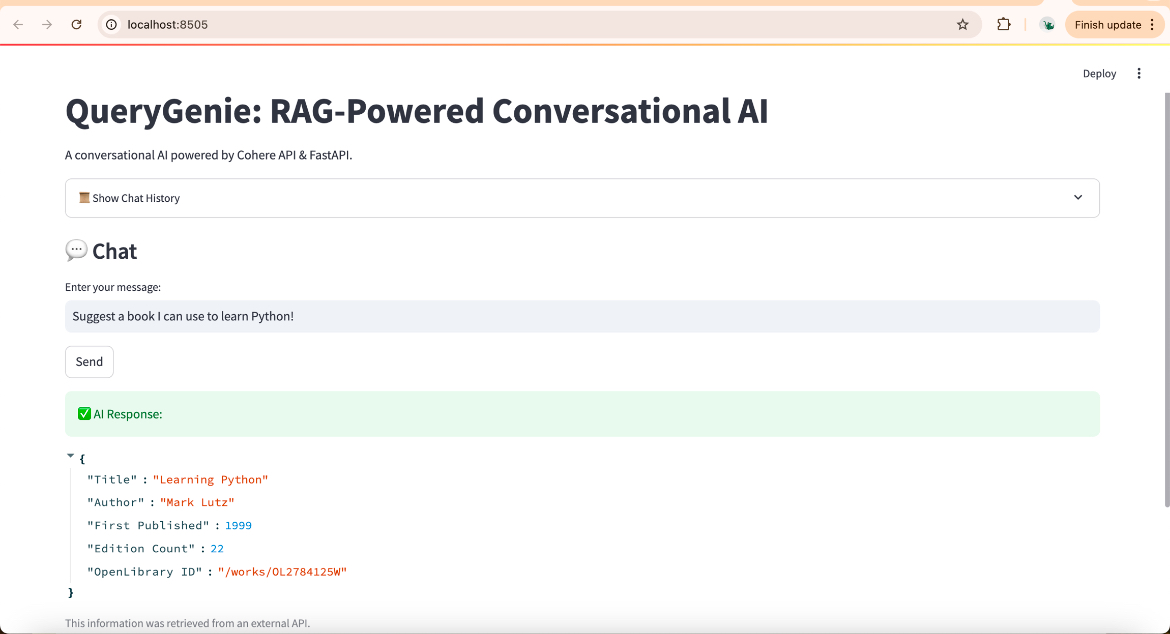 localhost:8505
Finish update
Deploy
QueryGenie: RAG-Powered Conversational AI
A conversational AI powered by Cohere API & FastAPI.
Show Chat History
Chat
Enter your message:
Suggest a book I can use to learn Python!
Send
AI Response:
{
"Title" : "Learning Python"
"Author" : "Mark Lutz"
"First Published" : 1999
"Edition Count" : 22
"OpenLibrary ID" : "/works/OL2784125W"
}
This information was retrieved from an external API.